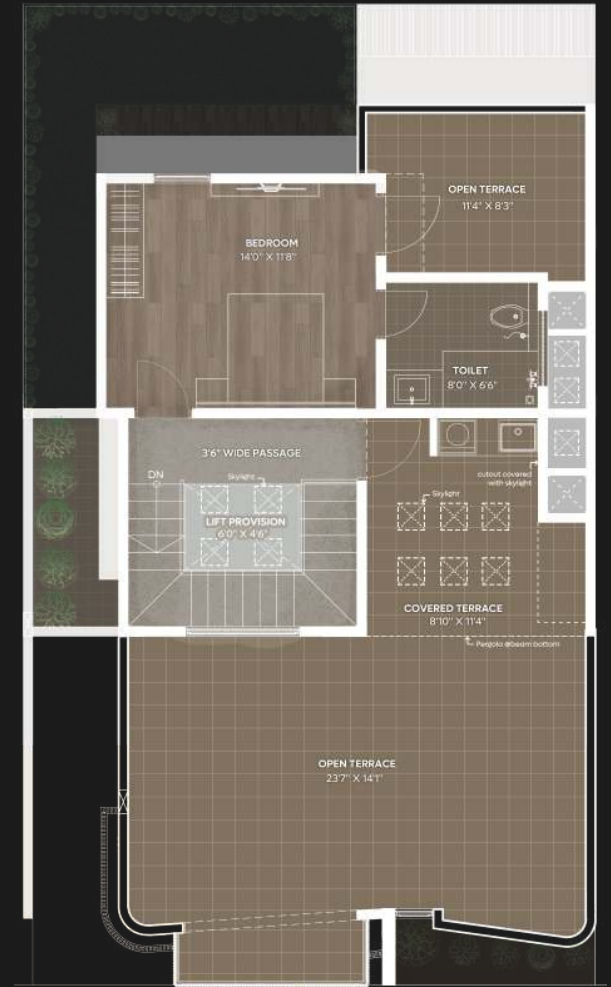 OPEN TERRACE
11'4" X 8'3"
BEDROOM
14'0" X 11'8"
TOILET
8'0" X 6'6"
3'6" WIDE PASSAGE
DN
Skylight
LIFT PROVISION
6'0" X 4'6"
cutout covered
with skylight
Skylight
COVERED TERRACE
8'10" X 11'4"
Pergola @beam bottom
OPEN TERRACE
23'7" X 14'1"